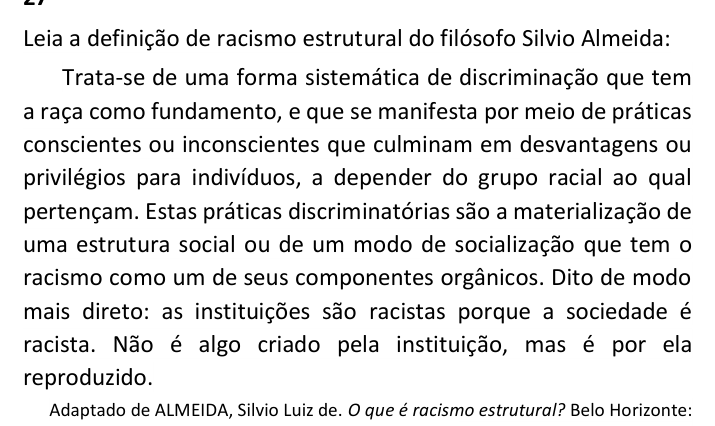 27
Leia a definição de racismo estrutural do filósofo Silvio Almeida:
Trata-se de uma forma sistemática de discriminação que tem
a raça como fundamento, e que se manifesta por meio de práticas
conscientes ou inconscientes que culminam em desvantagens ou
privilégios para indivíduos, a depender do grupo racial ao qual
pertençam. Estas práticas discriminatórias são a materialização de
uma estrutura social ou de um modo de socialização que tem o
racismo como um de seus componentes orgânicos. Dito de modo
mais direto: as instituições são racistas porque a sociedade é
racista. Não é algo criado pela instituição, mas é por ela
reproduzido.
Adaptado de ALMEIDA, Silvio Luiz de. O que é racismo estrutural? Belo Horizonte: